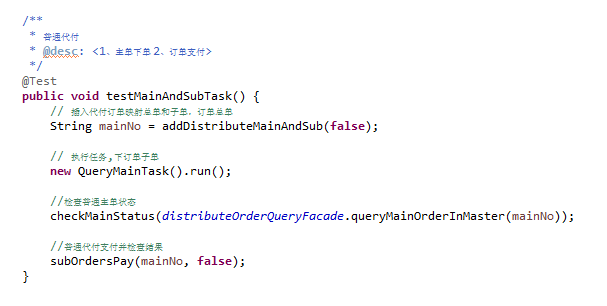 /**
 * 普通代付
 * @desc: <1、主单下单 2、订单支付>
 */
@Test
public void testMainAndSubTask() {
    // 插入代付订单映射总单和子单，订单总单
    String mainNo = addDistributeMainAndSub(false);

    // 执行任务,下订单子单
    new QueryMainTask().run();

    //检查普通主单状态
    checkMainStatus(distributeOrderQueryFacade.queryMainOrderInMaster(mainNo));

    //普通代付支付并检查结果
    subOrdersPay(mainNo, false);
}